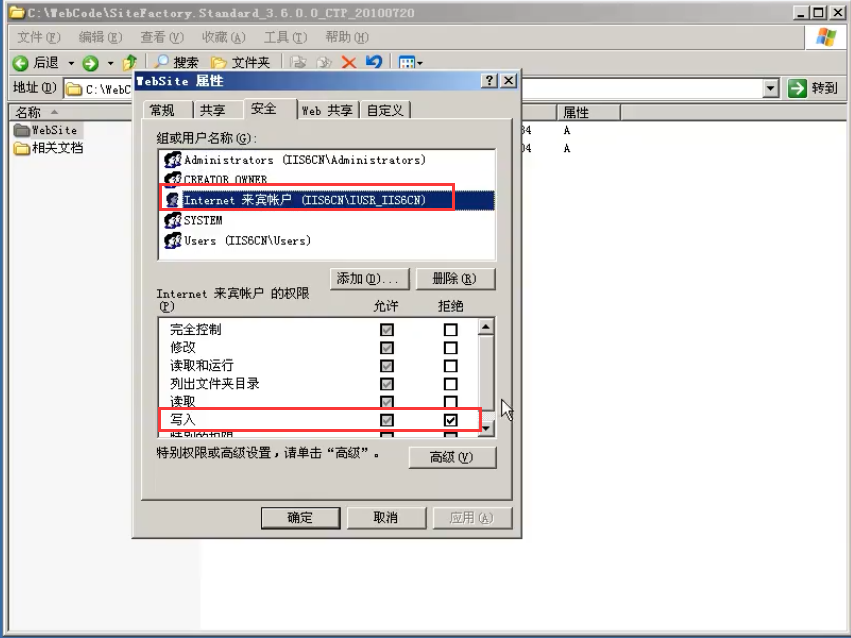 C:\WebCode\SiteFactory.Standard_3.6.0.0_CTP_20100720
文件(F) 编辑(E) 查看(V) 收藏(A) 工具(T) 帮助(H)
后退 搜索 文件夹
地址(D) C:\WebC 转到
名称 属性
WebSite 34 A
相关文档 04 A
WebSite 属性
常规 共享 安全 Web 共享 自定义
组或用户名称(G):
Administrators (IIS6CN\Administrators)
CREATOR OWNER
Internet 来宾帐户 (IIS6CN\IUSR_IIS6CN)
SYSTEM
Users (IIS6CN\Users)
添加(D)... 删除(R)
Internet 来宾帐户 的权限
(P) 允许 拒绝
完全控制
修改
读取和运行
列出文件夹目录
读取
写入
特别的权限
特别权限或高级设置，请单击“高级”。
高级(V)
确定 取消 应用(A)